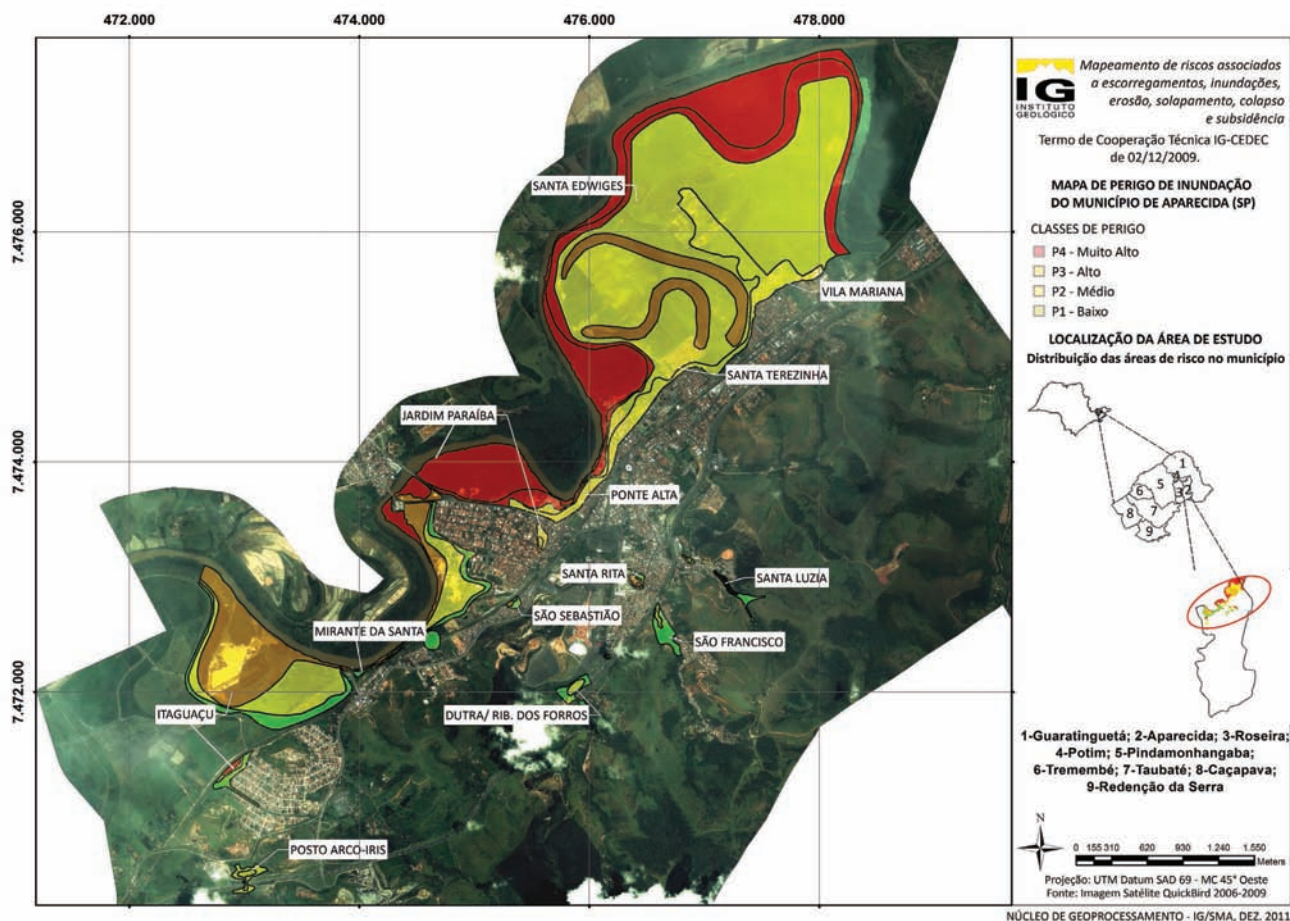 472.000
474.000
476.000
478.000
7.476.000
7.474.000
7.472.000
SANTA EDWIGES
VILA MARIANA
SANTA TEREZINHA
JARDIM PARAÍBA
PONTE ALTA
SANTA RITA
SANTA LUZIA
SÃO SEBASTIÃO
MIRANTE DA SANTA
SÃO FRANCISCO
ITAGUAÇU
DUTRA/ RIB. DOS FORROS
POSTO ARCO-IRIS
IG
INSTITUTO
GEOLÓGICO
Mapeamento de riscos associados
a escorregamentos, inundações,
erosão, solapamento, colapso
e subsidência
Termo de Cooperação Técnica IG-CEDEC
de 02/12/2009.
MAPA DE PERIGO DE INUNDAÇÃO
DO MUNICÍPIO DE APARECIDA (SP)
CLASSES DE PERIGO
P4 - Muito Alto
P3 - Alto
P2 - Médio
P1 - Baixo
LOCALIZAÇÃO DA ÁREA DE ESTUDO
Distribuição das áreas de risco no município
1
4
5
3
2
6
7
8
9
1-Guaratinguetá; 2-Aparecida; 3-Roseira;
4-Potim; 5-Pindamonhangaba;
6-Tremembé; 7-Taubaté; 8-Caçapava;
9-Redenção da Serra
N
0 155 310 620 930 1.240 1.550
Meters
Projeção: UTM Datum SAD 69 - MC 45° Oeste
Fonte: Imagem Satélite QuickBird 2006-2009
NÚCLEO DE GEOPROCESSAMENTO - IG/SMA, DEZ. 2011